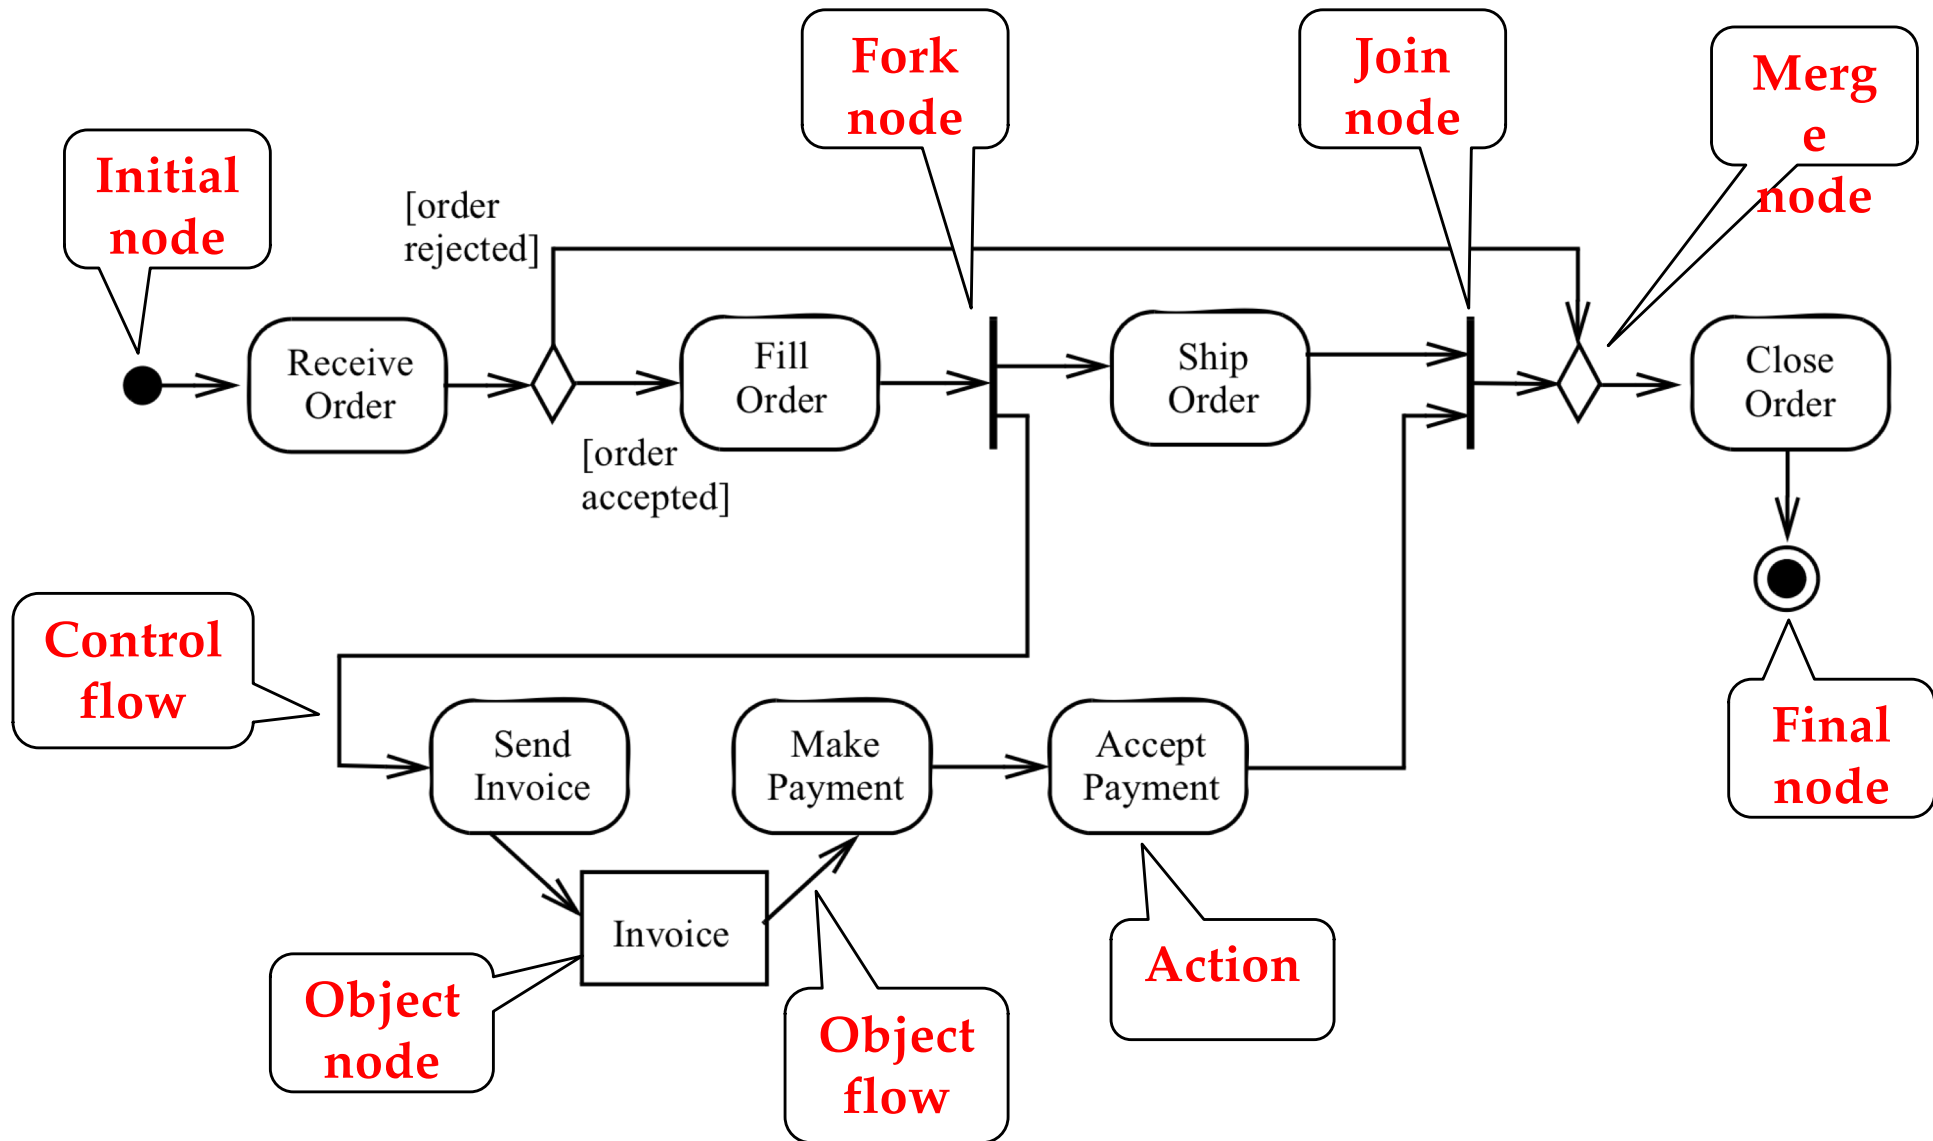 Fork
node
Join
node
Merg
e
node
Initial
node
[order
rejected]
Receive
Order
Fill
Order
Ship
Order
Close
Order
[order
accepted]
Control
flow
Send
Invoice
Make
Payment
Accept
Payment
Final
node
Invoice
Object
node
Object
flow
Action